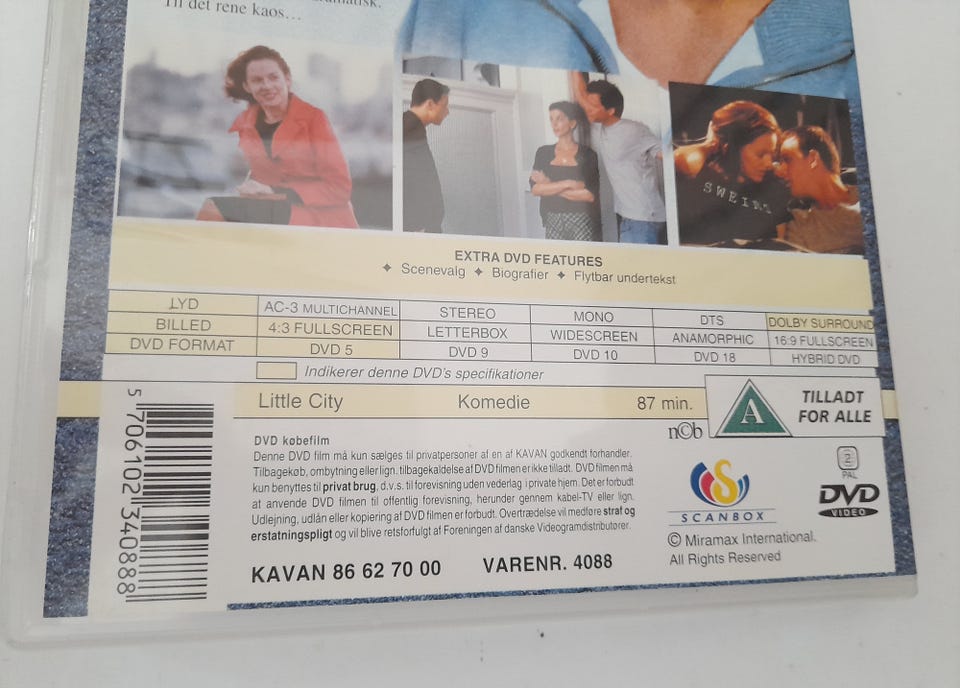 Til det rene kaos...
SWEIN
EXTRA DVD FEATURES
✦ Scenevalg ✦ Biografier ✦ Flytbar undertekst
LYD AC-3 MULTICHANNEL STEREO MONO DTS DOLBY SURROUND
BILLED 4:3 FULLSCREEN LETTERBOX WIDESCREEN ANAMORPHIC 16:9 FULLSCREEN
DVD FORMAT DVD 5 DVD 9 DVD 10 DVD 18 HYBRID DVD
Indikerer denne DVD's specifikationer
Little City Komedie 87 min.
A TILLADT
FOR ALLE
n©b
DVD købefilm
Denne DVD film må kun sælges til privatpersoner af en af KAVAN godkendt forhandler.
Tilbagekøb, ombytning eller lign. tilbagekaldelse af DVD filmen er ikke tilladt. DVD filmen må
kun benyttes til privat brug, d.v.s. til forevisning uden vederlag i private hjem. Det er forbudt
at anvende DVD filmen til offentlig forevisning, herunder gennem kabel-TV eller lign.
Udlejning, udlån eller kopiering af DVD filmen er forbudt. Overtrædelse vil medføre straf og
erstatningspligt og vil blive retsforfulgt af Foreningen af danske Videogramdistributører.
KAVAN 86 62 70 00 VARENR. 4088
S
SCANBOX
© Miramax International.
All Rights Reserved
2
PAL
DVD
VIDEO
5 706102 340888